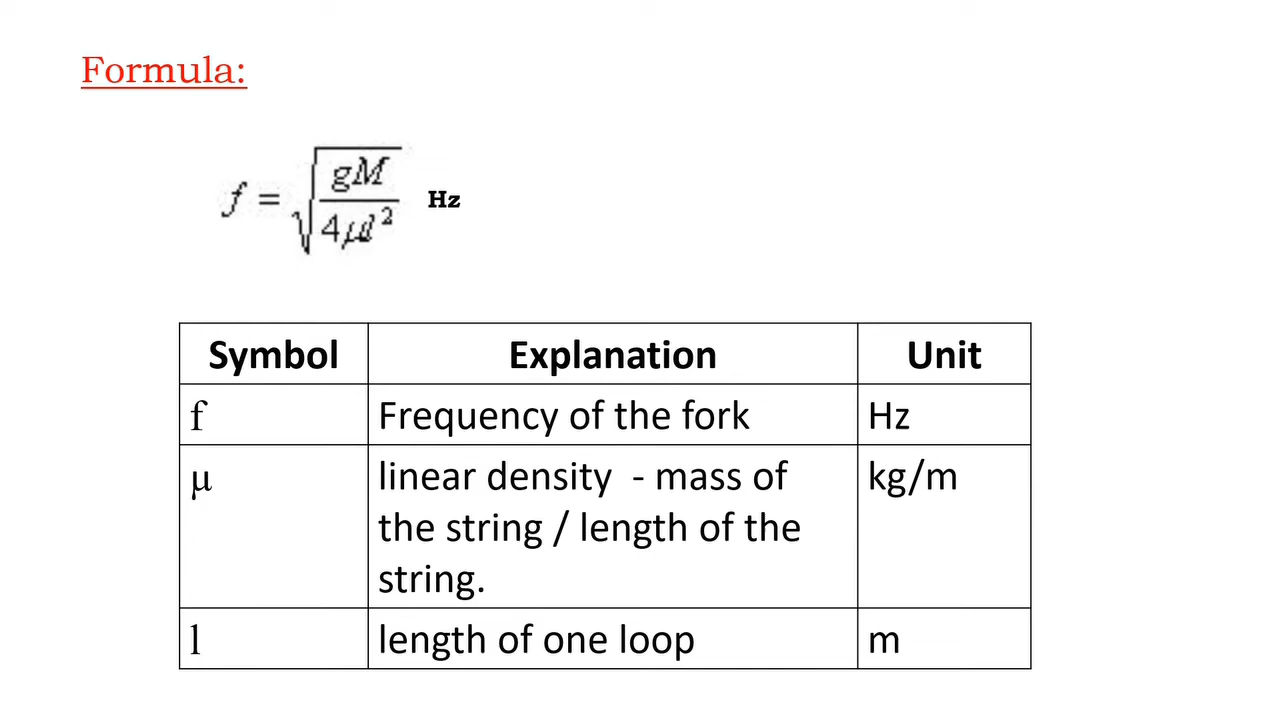 Formula:
f = √(gM / 4μl²) Hz
Symbol Explanation Unit
f Frequency of the fork Hz
μ linear density - mass of kg/m
the string / length of the
string.
l length of one loop m